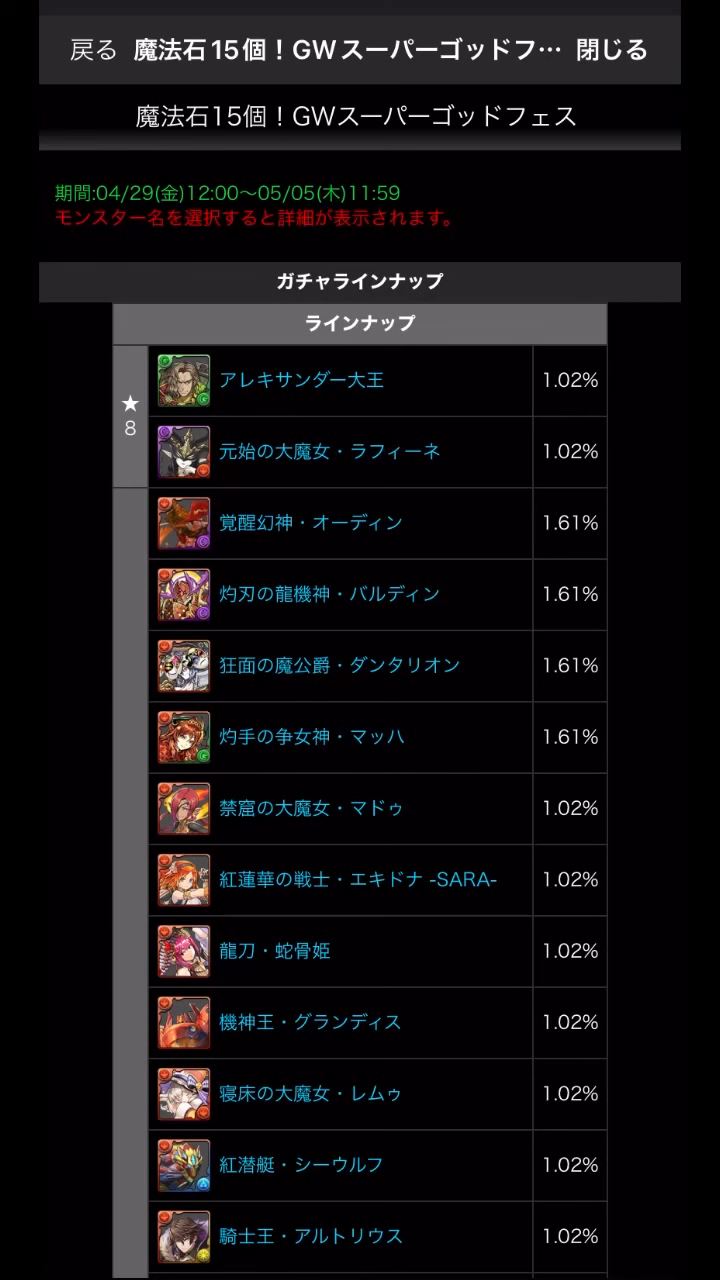 戻る 魔法石15個！GWスーパーゴッドフ… 閉じる
魔法石15個！GWスーパーゴッドフェス
期間:04/29(金)12:00〜05/05(木)11:59
モンスター名を選択すると詳細が表示されます。
ガチャラインナップ
ラインナップ
★
8
アレキサンダー大王 1.02%
元始の大魔女・ラフィーネ 1.02%
覚醒幻神・オーディン 1.61%
灼刃の龍機神・バルディン 1.61%
狂面の魔公爵・ダンタリオン 1.61%
灼手の争女神・マッハ 1.61%
禁窟の大魔女・マドゥ 1.02%
紅蓮華の戦士・エキドナ -SARA- 1.02%
龍刀・蛇骨姫 1.02%
機神王・グランディス 1.02%
寝床の大魔女・レムゥ 1.02%
紅潜艇・シーウルフ 1.02%
騎士王・アルトリウス 1.02%